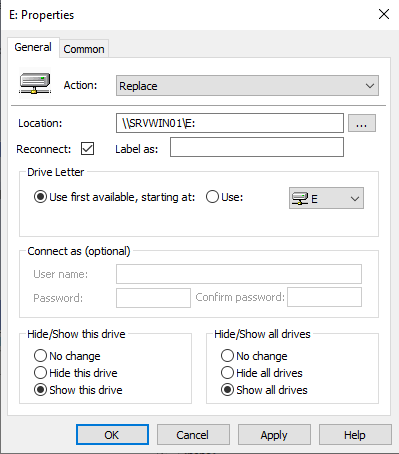 E: Properties
General Common
Action: Replace
Location: \\SRVWIN01\E: ...
Reconnect: Label as:
Drive Letter
Use first available, starting at: Use: E
Connect as (optional)
User name:
Password: Confirm password:
Hide/Show this drive Hide/Show all drives
No change No change
Hide this drive Hide all drives
Show this drive Show all drives
OK Cancel Apply Help